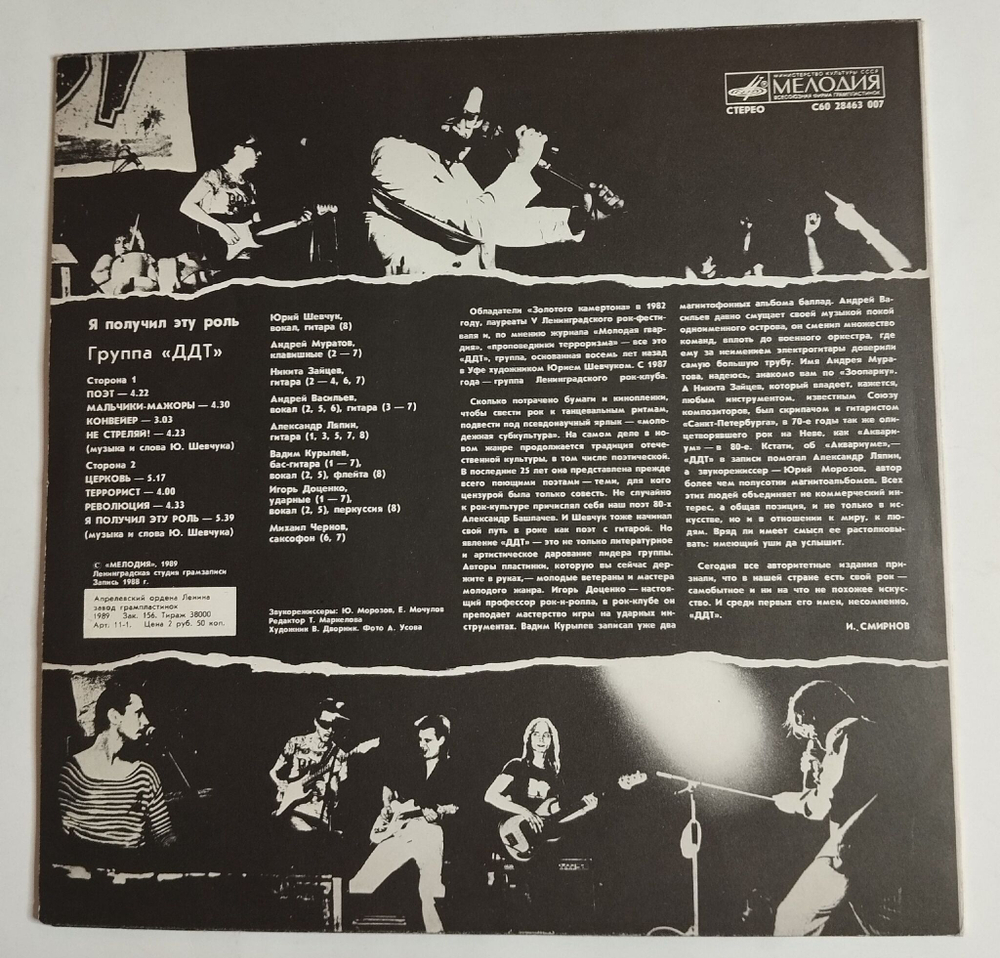 МИНИСТЕРСТВО КУЛЬТУРЫ СССР
МЕЛОДИЯ
ВСЕСОЮЗНАЯ ФИРМА ГРАМПЛАСТИНОК
СТЕРЕО
С60 28463 007
Я получил эту роль
Группа «ДДТ»
Сторона 1
ПОЭТ — 4.22
МАЛЬЧИКИ-МАЖОРЫ — 4.30
КОНВЕЙЕР — 3.03
НЕ СТРЕЛЯЙ! — 4.23
(музыка и слова Ю. Шевчука)
Сторона 2
ЦЕРКОВЬ — 5.17
ТЕРРОРИСТ — 4.00
РЕВОЛЮЦИЯ — 4.33
Я ПОЛУЧИЛ ЭТУ РОЛЬ — 5.39
(музыка и слова Ю. Шевчука)
© «МЕЛОДИЯ», 1989
Ленинградская студия грамзаписи
Запись 1988 г.
Апрелевский ордена Ленина
завод грампластинок
1989 Зак. 156. Тираж 38000
Арт. 11-1. Цена 2 руб. 50 коп.
Юрий Шевчук,
вокал, гитара (8)
Андрей Муратов,
клавишные (2 — 7)
Никита Зайцев,
гитара (2 — 4, 6, 7)
Андрей Васильев,
вокал (2, 5, 6), гитара (3 — 7)
Александр Ляпин,
гитара (1, 3, 5, 7, 8)
Вадим Курылев,
бас-гитара (1 — 7),
вокал (2, 5), флейта (8)
Игорь Доценко,
ударные (1 — 7),
вокал (2, 5), перкуссия (8)
Михаил Чернов,
саксофон (6, 7)
Звукорежиссеры: Ю. Морозов, Е. Мочулов
Редактор Т. Маркелова
Художник В. Дворник. Фото А. Усова
Обладатели «Золотого камертона» в 1982
году, лауреаты V Ленинградского рок-фести-
валя и, по мнению журнала «Молодая гвар-
дия», «проповедники терроризма» — все это
«ДДТ», группа, основанная восемь лет назад
в Уфе художником Юрием Шевчуком. С 1987
года — группа Ленинградского рок-клуба.
Сколько потрачено бумаги и кинопленки,
чтобы свести рок к танцевальным ритмам,
подвести под псевдонаучный ярлык — «моло-
дежная субкультура». На самом деле в но-
вом жанре продолжается традиция отече-
ственной культуры, в том числе поэтической.
В последние 25 лет она представлена прежде
всего поющими поэтами — теми, для кого
цензурой была только совесть. Не случайно
к рок-культуре причислял себя наш поэт 80-х
Александр Башлачев. И Шевчук тоже начинал
свой путь в роке как поэт с гитарой. Но
явление «ДДТ» — это не только литературное
и артистическое дарование лидера группы.
Авторы пластинки, которую вы сейчас дер-
жите в руках,— молодые ветераны и мастера
молодого жанра. Игорь Доценко — настоя-
щий профессор рок-н-ролла, в рок-клубе он
преподает мастерство игры на ударных ин-
струментах. Вадим Курылев записал уже два
магнитофонных альбома баллад. Андрей Ва-
сильев давно смущает своей музыкой покой
одноименного острова, он сменил множество
команд, вплоть до военного оркестра, где
ему за неимением электрогитары доверили
самую большую трубу. Имя Андрея Мура-
това, надеюсь, знакомо вам по «Зоопарку».
А Никита Зайцев, который владеет, кажется,
любым инструментом, известным Союзу
композиторов, был скрипачом и гитаристом
«Санкт-Петербурга», в 70-е годы так же оли-
цетворявшего рок на Неве, как «Аквари-
ум» — в 80-е. Кстати, об «Аквариуме»,—
«ДДТ» в записи помогал Александр Ляпин,
а звукорежиссер — Юрий Морозов, автор
более чем полусотни магнитоальбомов. Всех
этих людей объединяет не коммерческий ин-
терес, а общая позиция, и не только в ис-
кусстве, но и в отношении к миру, к лю-
дям. Вряд ли имеет смысл ее растолковы-
вать: имеющий уши да услышит.
Сегодня все авторитетные издания при-
знали, что в нашей стране есть свой рок —
самобытное и ни на что не похожее искус-
ство. И среди первых его имен, несомненно,
«ДДТ».
И. СМИРНОВ